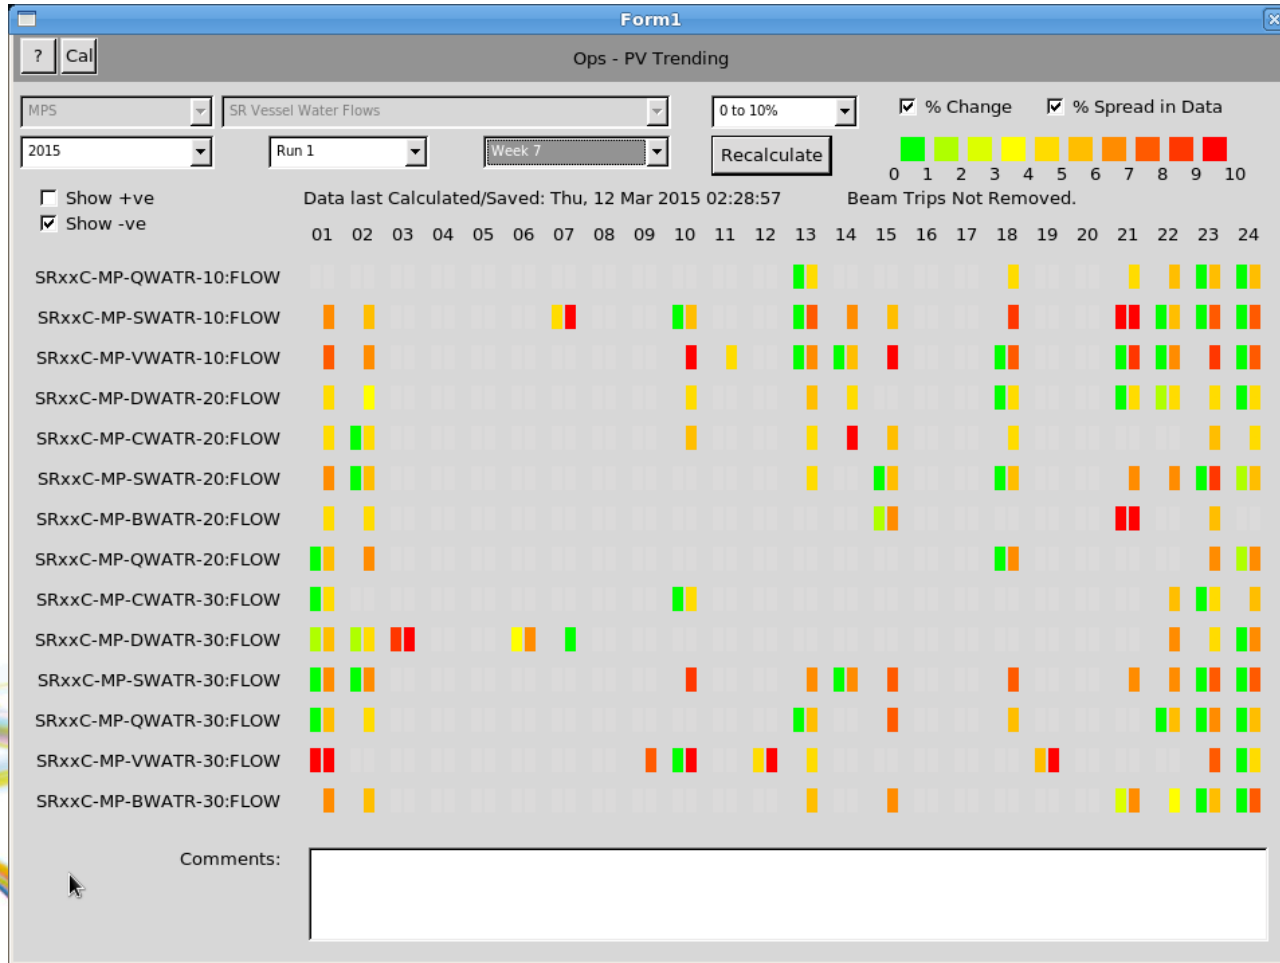 Form1
? Cal Ops - PV Trending
MPS SR Vessel Water Flows 0 to 10% % Change % Spread in Data
2015 Run 1 Week 7 Recalculate
0 1 2 3 4 5 6 7 8 9 10
Show +ve Data last Calculated/Saved: Thu, 12 Mar 2015 02:28:57 Beam Trips Not Removed.
Show -ve
01 02 03 04 05 06 07 08 09 10 11 12 13 14 15 16 17 18 19 20 21 22 23 24
SRxxC-MP-QWATR-10:FLOW
SRxxC-MP-SWATR-10:FLOW
SRxxC-MP-VWATR-10:FLOW
SRxxC-MP-DWATR-20:FLOW
SRxxC-MP-CWATR-20:FLOW
SRxxC-MP-SWATR-20:FLOW
SRxxC-MP-BWATR-20:FLOW
SRxxC-MP-QWATR-20:FLOW
SRxxC-MP-CWATR-30:FLOW
SRxxC-MP-DWATR-30:FLOW
SRxxC-MP-SWATR-30:FLOW
SRxxC-MP-QWATR-30:FLOW
SRxxC-MP-VWATR-30:FLOW
SRxxC-MP-BWATR-30:FLOW
Comments: